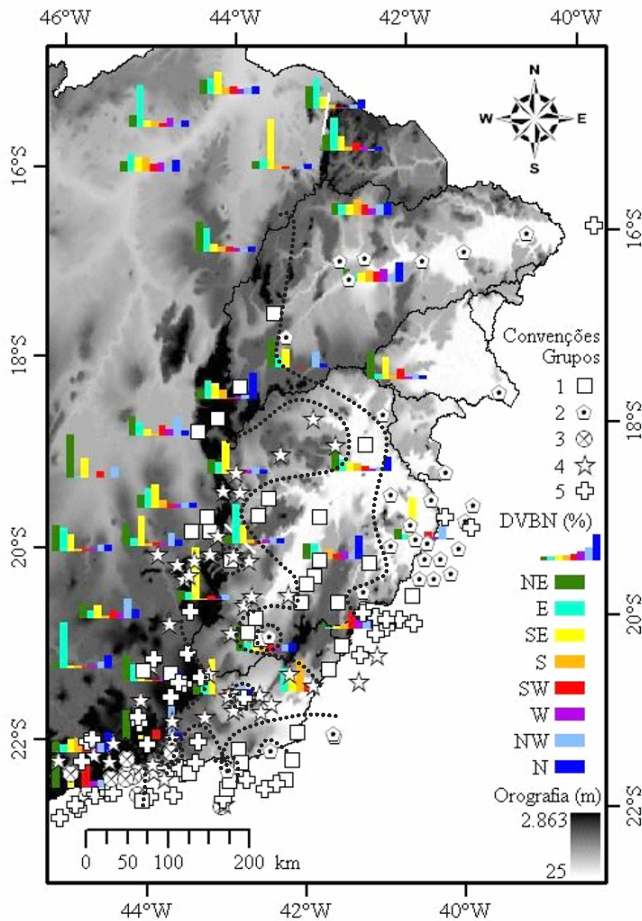 46°W 44°W 42°W 40°W
N
W E
S
16°S
16°S
Convenções
Grupos
1
2
3
4
5
18°S
18°S
DVBN (%)
NE
E
SE
S
SW
W
NW
N
20°S
20°S
22°S
22°S
Orografia (m)
2.863
25
0 50 75 100 200 km
44°W 42°W 40°W